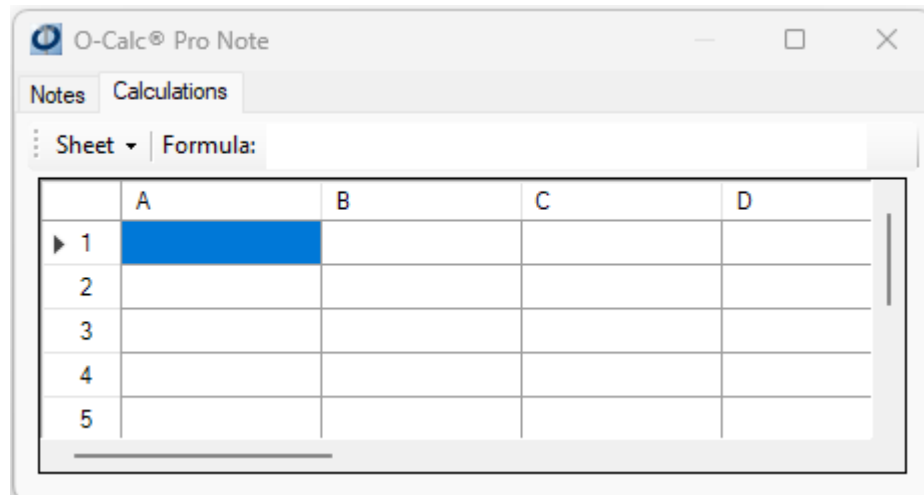 O-Calc® Pro Note
Notes Calculations
Sheet Formula:
A B C D
1
2
3
4
5